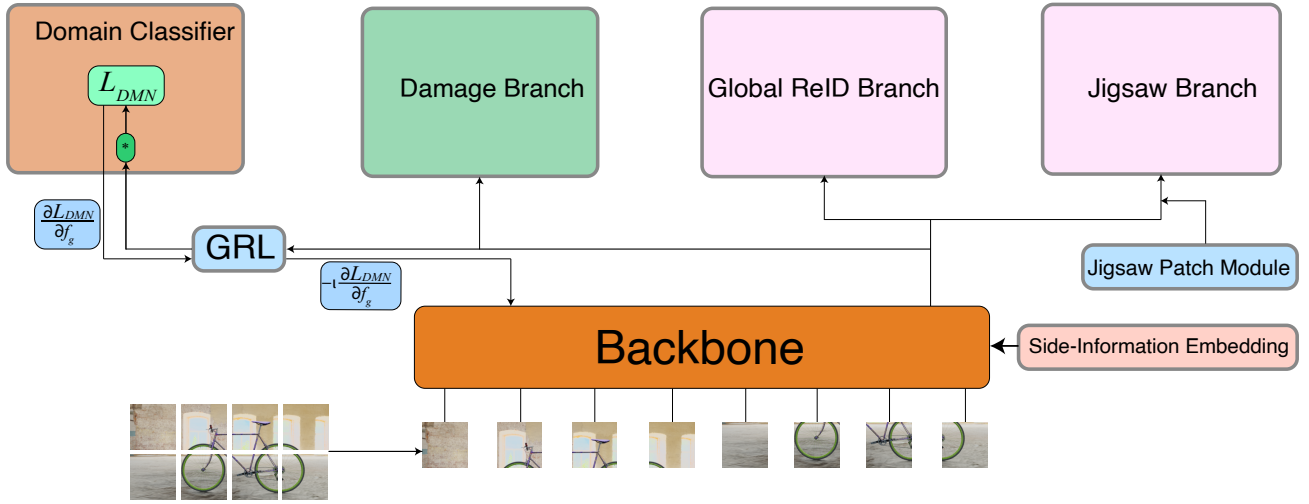 Domain Classifier
L_DMN
*
Damage Branch
Global ReID Branch
Jigsaw Branch
∂L_DMN
∂f_g
GRL
Jigsaw Patch Module
−ι ∂L_DMN
∂f_g
Backbone
Side-Information Embedding